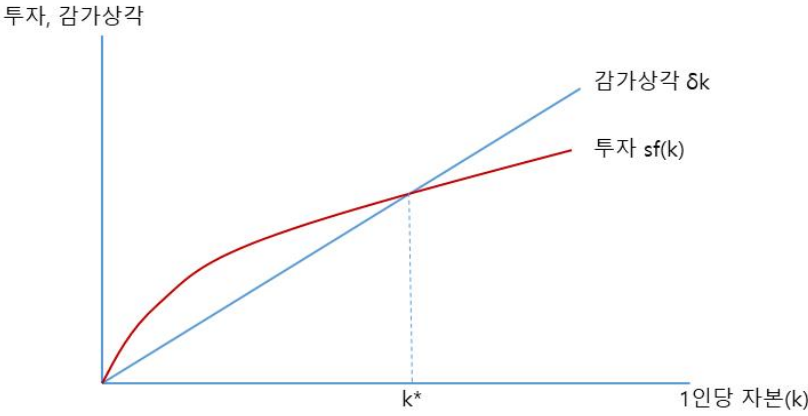 투자, 감가상각
감가상각 δk
투자 sf(k)
k*
1인당 자본(k)